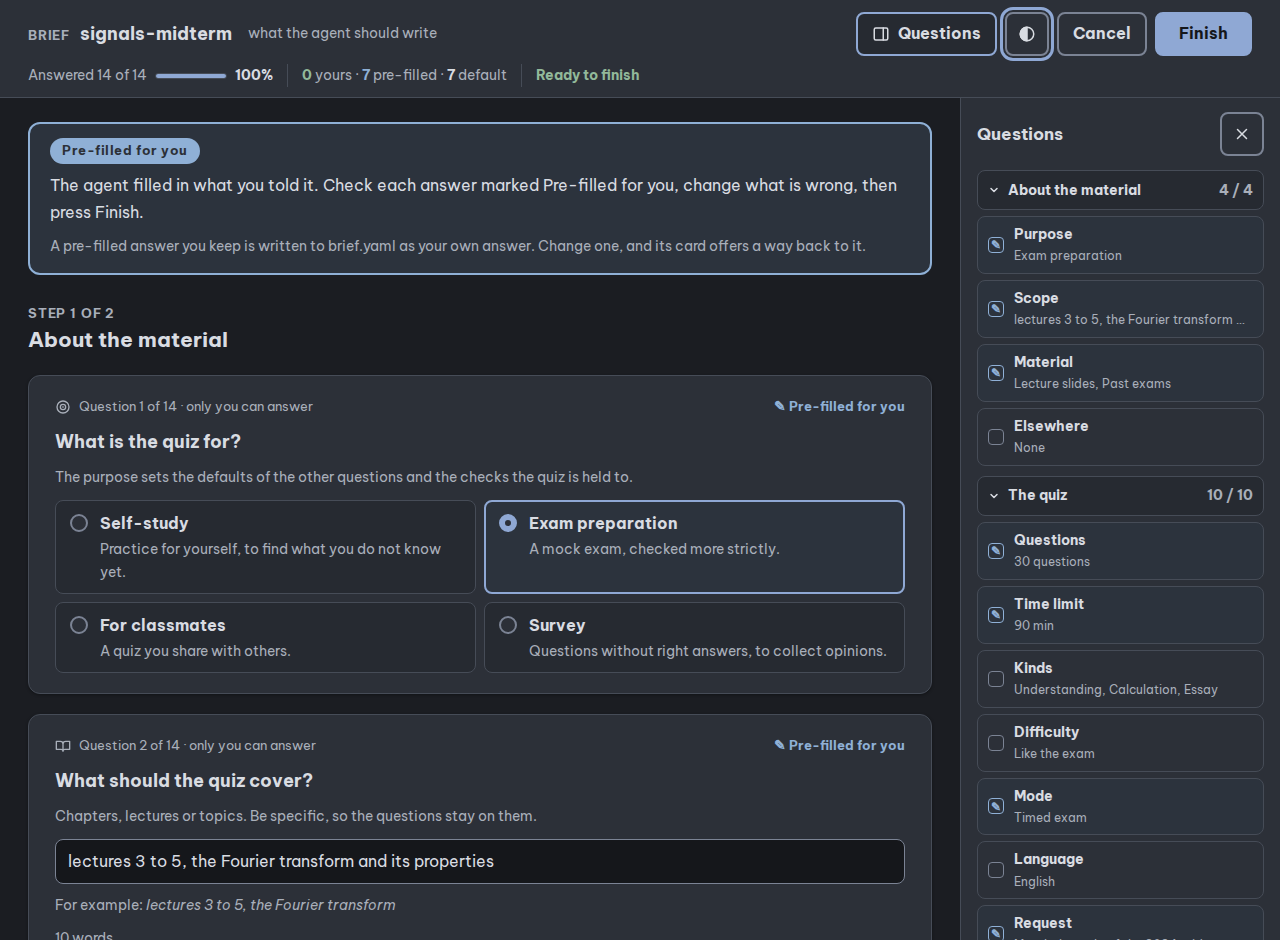 BRIEF signals-midterm what the agent should write
Questions
Cancel
Finish
Answered 14 of 14 100% 0 yours · 7 pre-filled · 7 default Ready to finish
Pre-filled for you
The agent filled in what you told it. Check each answer marked Pre-filled for you, change what is wrong, then
press Finish.
A pre-filled answer you keep is written to brief.yaml as your own answer. Change one, and its card offers a way back to it.
STEP 1 OF 2
About the material
Question 1 of 14 · only you can answer
✎ Pre-filled for you
What is the quiz for?
The purpose sets the defaults of the other questions and the checks the quiz is held to.
Self-study
Practice for yourself, to find what you do not know
yet.
Exam preparation
A mock exam, checked more strictly.
For classmates
A quiz you share with others.
Survey
Questions without right answers, to collect opinions.
Question 2 of 14 · only you can answer
✎ Pre-filled for you
What should the quiz cover?
Chapters, lectures or topics. Be specific, so the questions stay on them.
lectures 3 to 5, the Fourier transform and its properties
For example: lectures 3 to 5, the Fourier transform
10 words
Questions
About the material 4 / 4
Purpose
Exam preparation
Scope
lectures 3 to 5, the Fourier transform ...
Material
Lecture slides, Past exams
Elsewhere
None
The quiz 10 / 10
Questions
30 questions
Time limit
90 min
Kinds
Understanding, Calculation, Essay
Difficulty
Like the exam
Mode
Timed exam
Language
English
Request